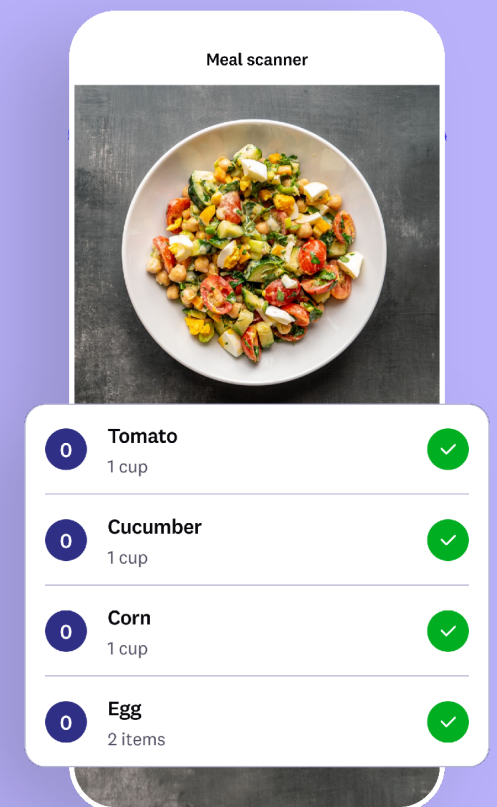 Meal scanner
0
Tomato
1 cup
0
Cucumber
1 cup
0
Corn
1 cup
0
Egg
2 items